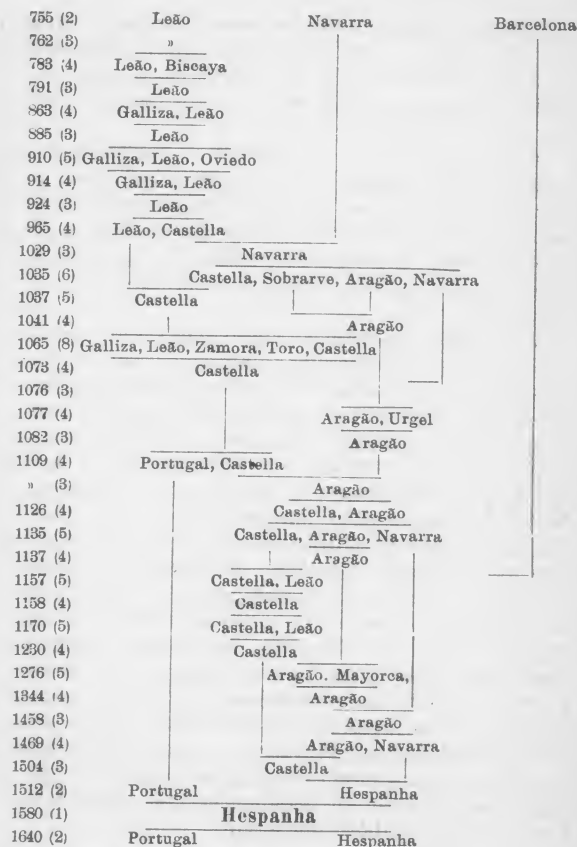 755 (2) Leão Navarra Barcelona
762 (3) »
783 (4) Leão, Biscaya
791 (3) Leão
863 (4) Galliza, Leão
885 (3) Leão
910 (5) Galliza, Leão, Oviedo
914 (4) Galliza, Leão
924 (3) Leão
965 (4) Leão, Castella
1029 (3) Navarra
1035 (6) Castella, Sobrarve, Aragão, Navarra
1037 (5) Castella
1041 (4) Aragão
1065 (8) Galliza, Leão, Zamora, Toro, Castella
1073 (4) Castella
1076 (3)
1077 (4) Aragão, Urgel
1082 (3) Aragão
1109 (4) Portugal, Castella
» (3) Aragão
1126 (4) Castella, Aragão
1135 (5) Castella, Aragão, Navarra
1137 (4) Aragão
1157 (5) Castella, Leão
1158 (4) Castella
1170 (5) Castella, Leão
1230 (4) Castella
1276 (5) Aragão. Mayorca,
1344 (4) Aragão
1458 (3) Aragão
1469 (4) Aragão, Navarra
1504 (3) Castella
1512 (2) Portugal Hespanha
1580 (1) Hespanha
1640 (2) Portugal Hespanha